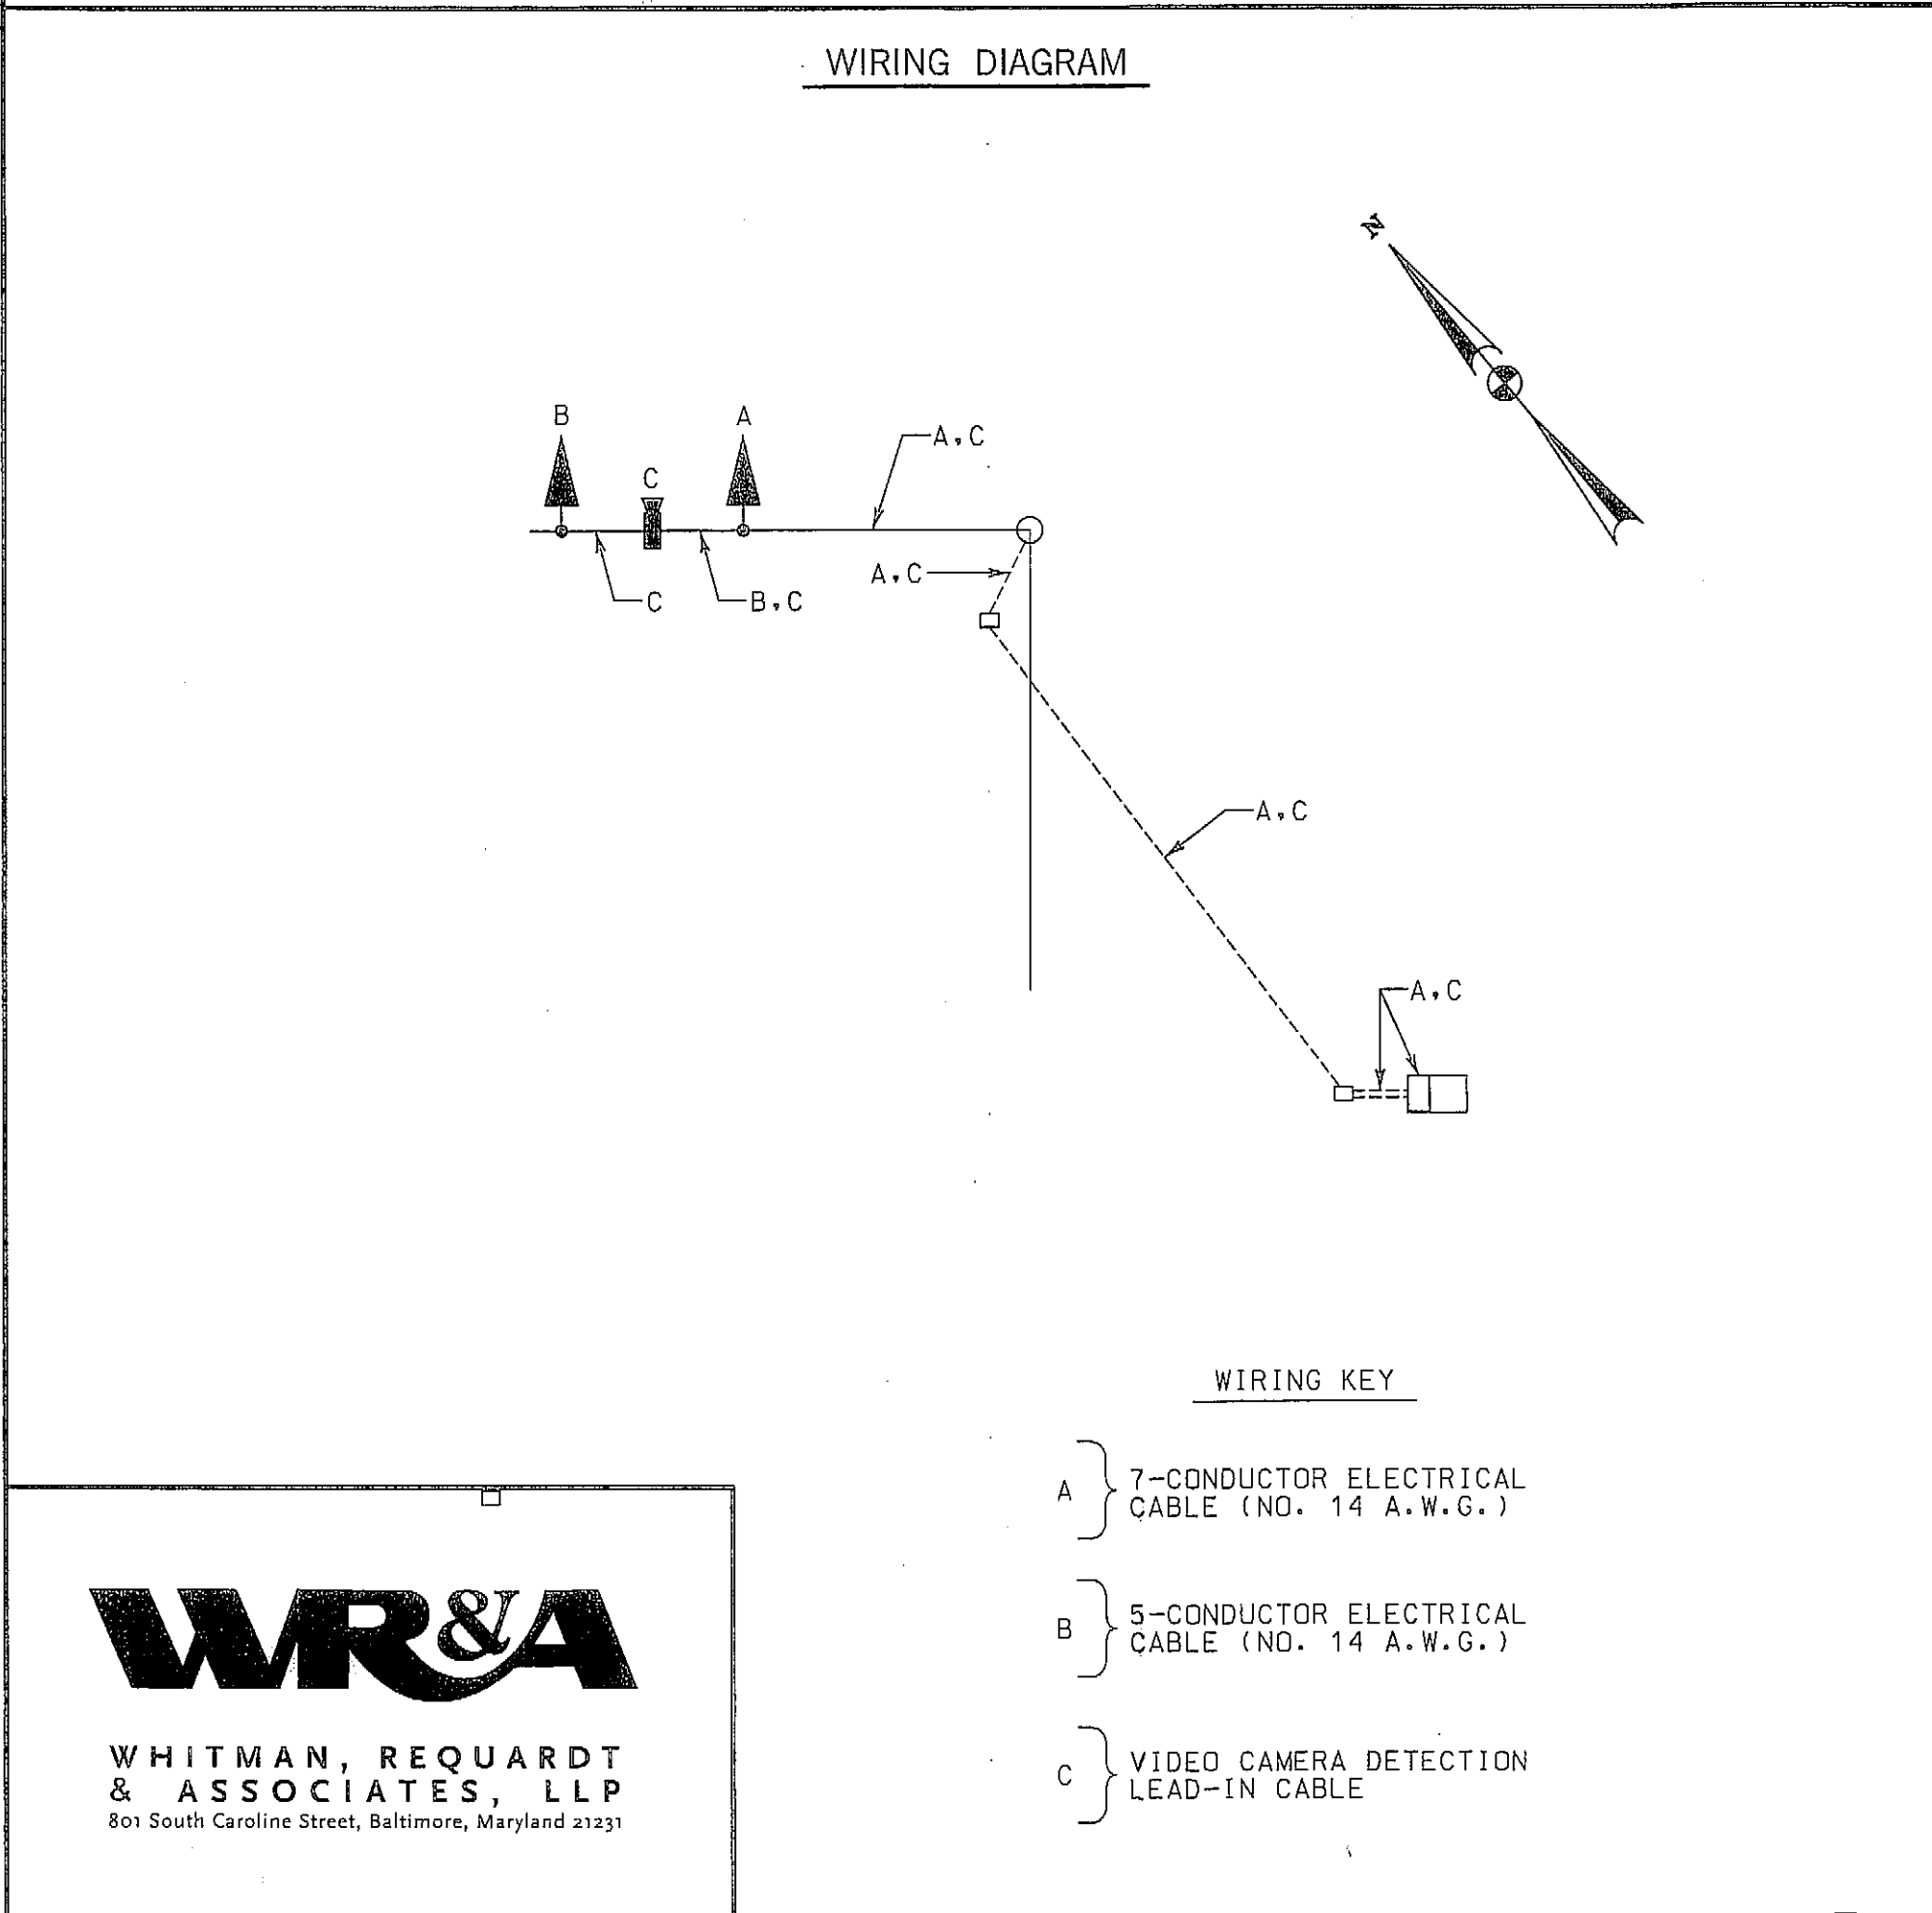 WIRING DIAGRAM
N
B
A
C
A,C
A,C
C
B,C
A,C
A,C
WIRING KEY
A 7-CONDUCTOR ELECTRICAL
CABLE (NO. 14 A.W.G.)
B 5-CONDUCTOR ELECTRICAL
CABLE (NO. 14 A.W.G.)
C VIDEO CAMERA DETECTION
LEAD-IN CABLE
WR&A
WHITMAN, REQUARDT
& ASSOCIATES, LLP
801 South Caroline Street, Baltimore, Maryland 21231